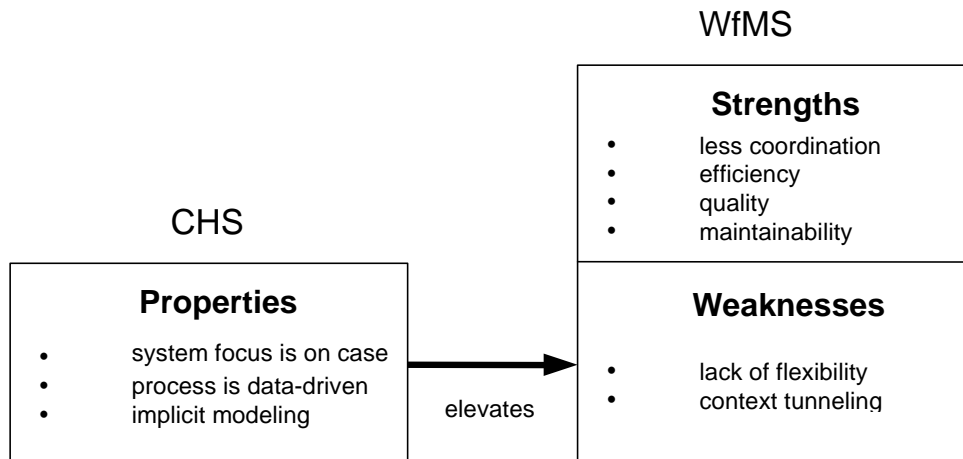 WfMS
Strengths
• less coordination
• efficiency
• quality
• maintainability
CHS
Properties
• system focus is on case
• process is data-driven
• implicit modeling
elevates
Weaknesses
• lack of flexibility
• context tunneling